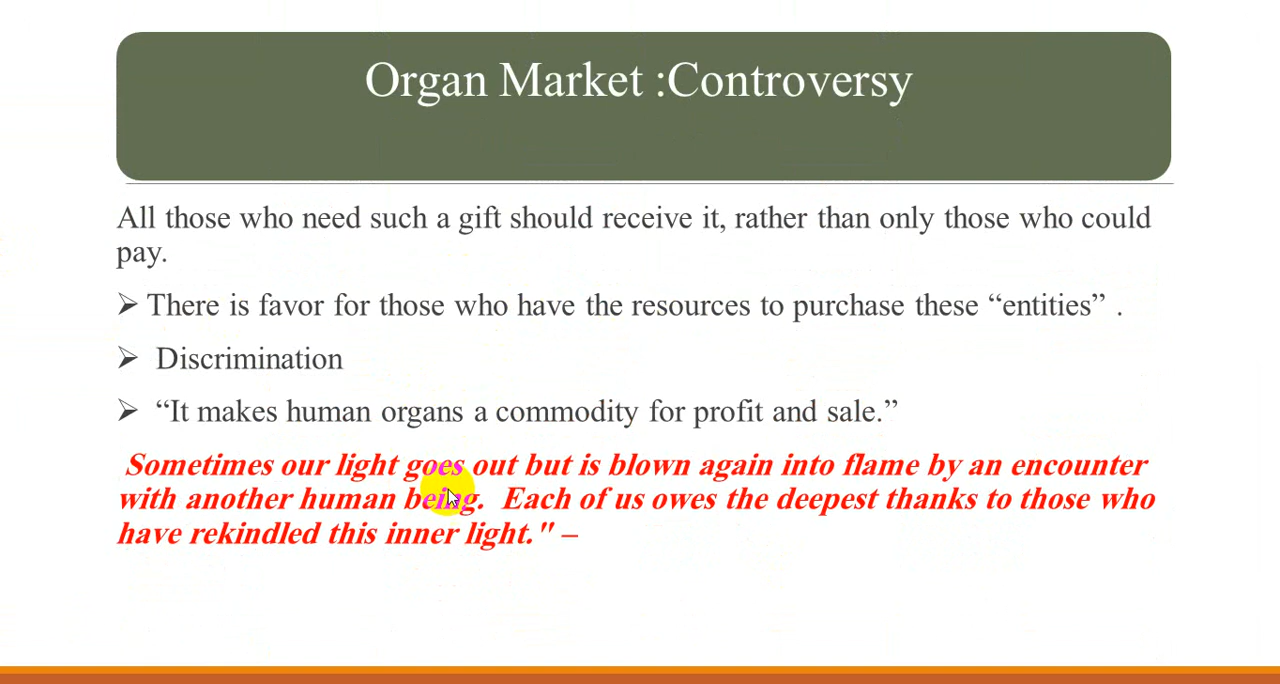 Organ Market :Controversy
All those who need such a gift should receive it, rather than only those who could
pay.
➢ There is favor for those who have the resources to purchase these “entities” .
➢ Discrimination
➢ “It makes human organs a commodity for profit and sale.”
Sometimes our light goes out but is blown again into flame by an encounter
with another human being.  Each of us owes the deepest thanks to those who
have rekindled this inner light." –